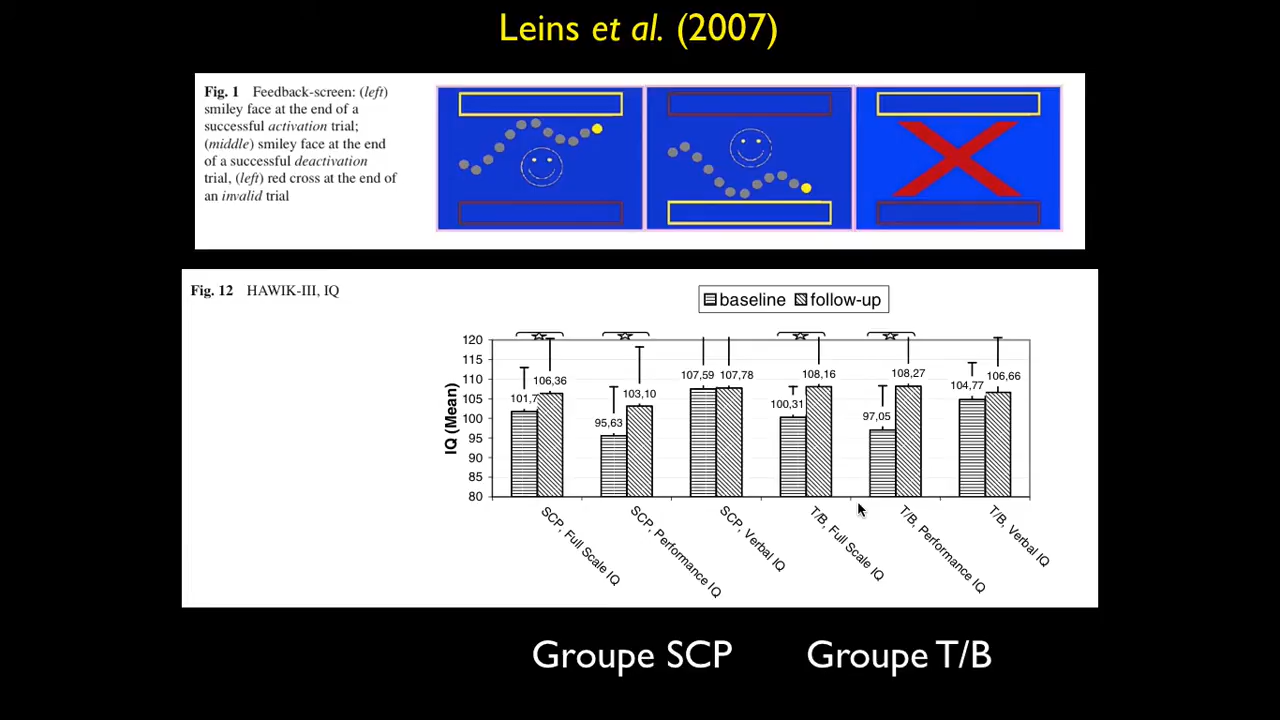 Leins et al. (2007)
Fig. 1 Feedback-screen: (left)
smiley face at the end of a
successful activation trial;
(middle) smiley face at the end
of a successful deactivation
trial, (left) red cross at the end of
an invalid trial
Fig. 12 HAWIK-III, IQ
baseline follow-up
IQ (Mean)
120
115
110
105
100
95
90
85
80
101,7
106,36
95,63
103,10
107,59
107,78
100,31
108,16
97,05
108,27
104,77
106,66
SCP, Full Scale IQ
SCP, Performance IQ
SCP, Verbal IQ
T/B, Full Scale IQ
T/B, Performance IQ
T/B, Verbal IQ
Groupe SCP
Groupe T/B